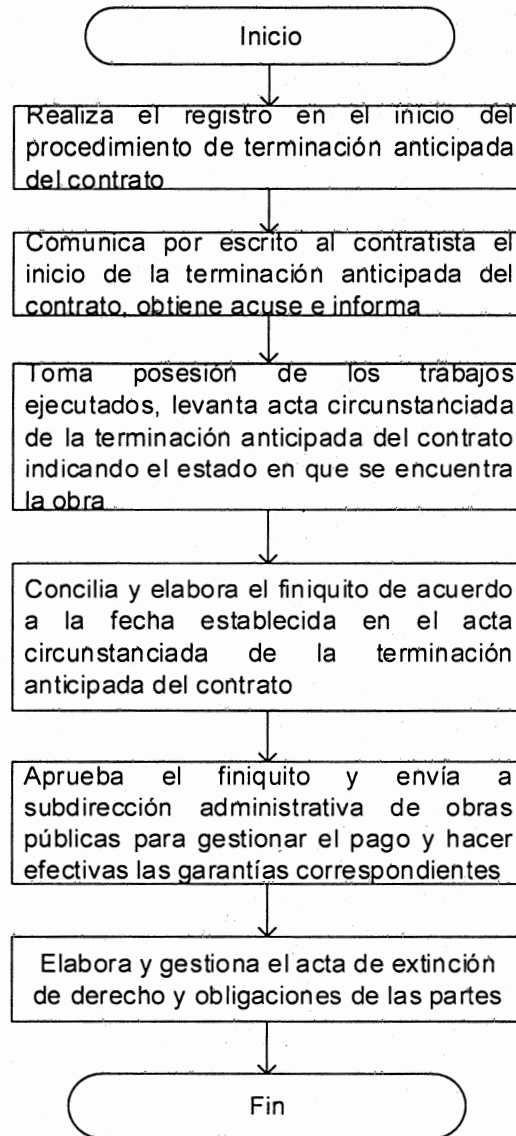 Inicio
Realiza el registro en el inicio del
procedimiento de terminación anticipada
del contrato
Comunica por escrito al contratista el
inicio de la terminación anticipada del
contrato, obtiene acuse e informa
Toma posesión de los trabajos
ejecutados, levanta acta circunstanciada
de la terminación anticipada del contrato
indicando el estado en que se encuentra
la obra
Concilia y elabora el finiquito de acuerdo
a la fecha establecida en el acta
circunstanciada de la terminación
anticipada del contrato
Aprueba el finiquito y envía a
subdirección administrativa de obras
públicas para gestionar el pago y hacer
efectivas las garantías correspondientes
Elabora y gestiona el acta de extinción
de derecho y obligaciones de las partes
Fin